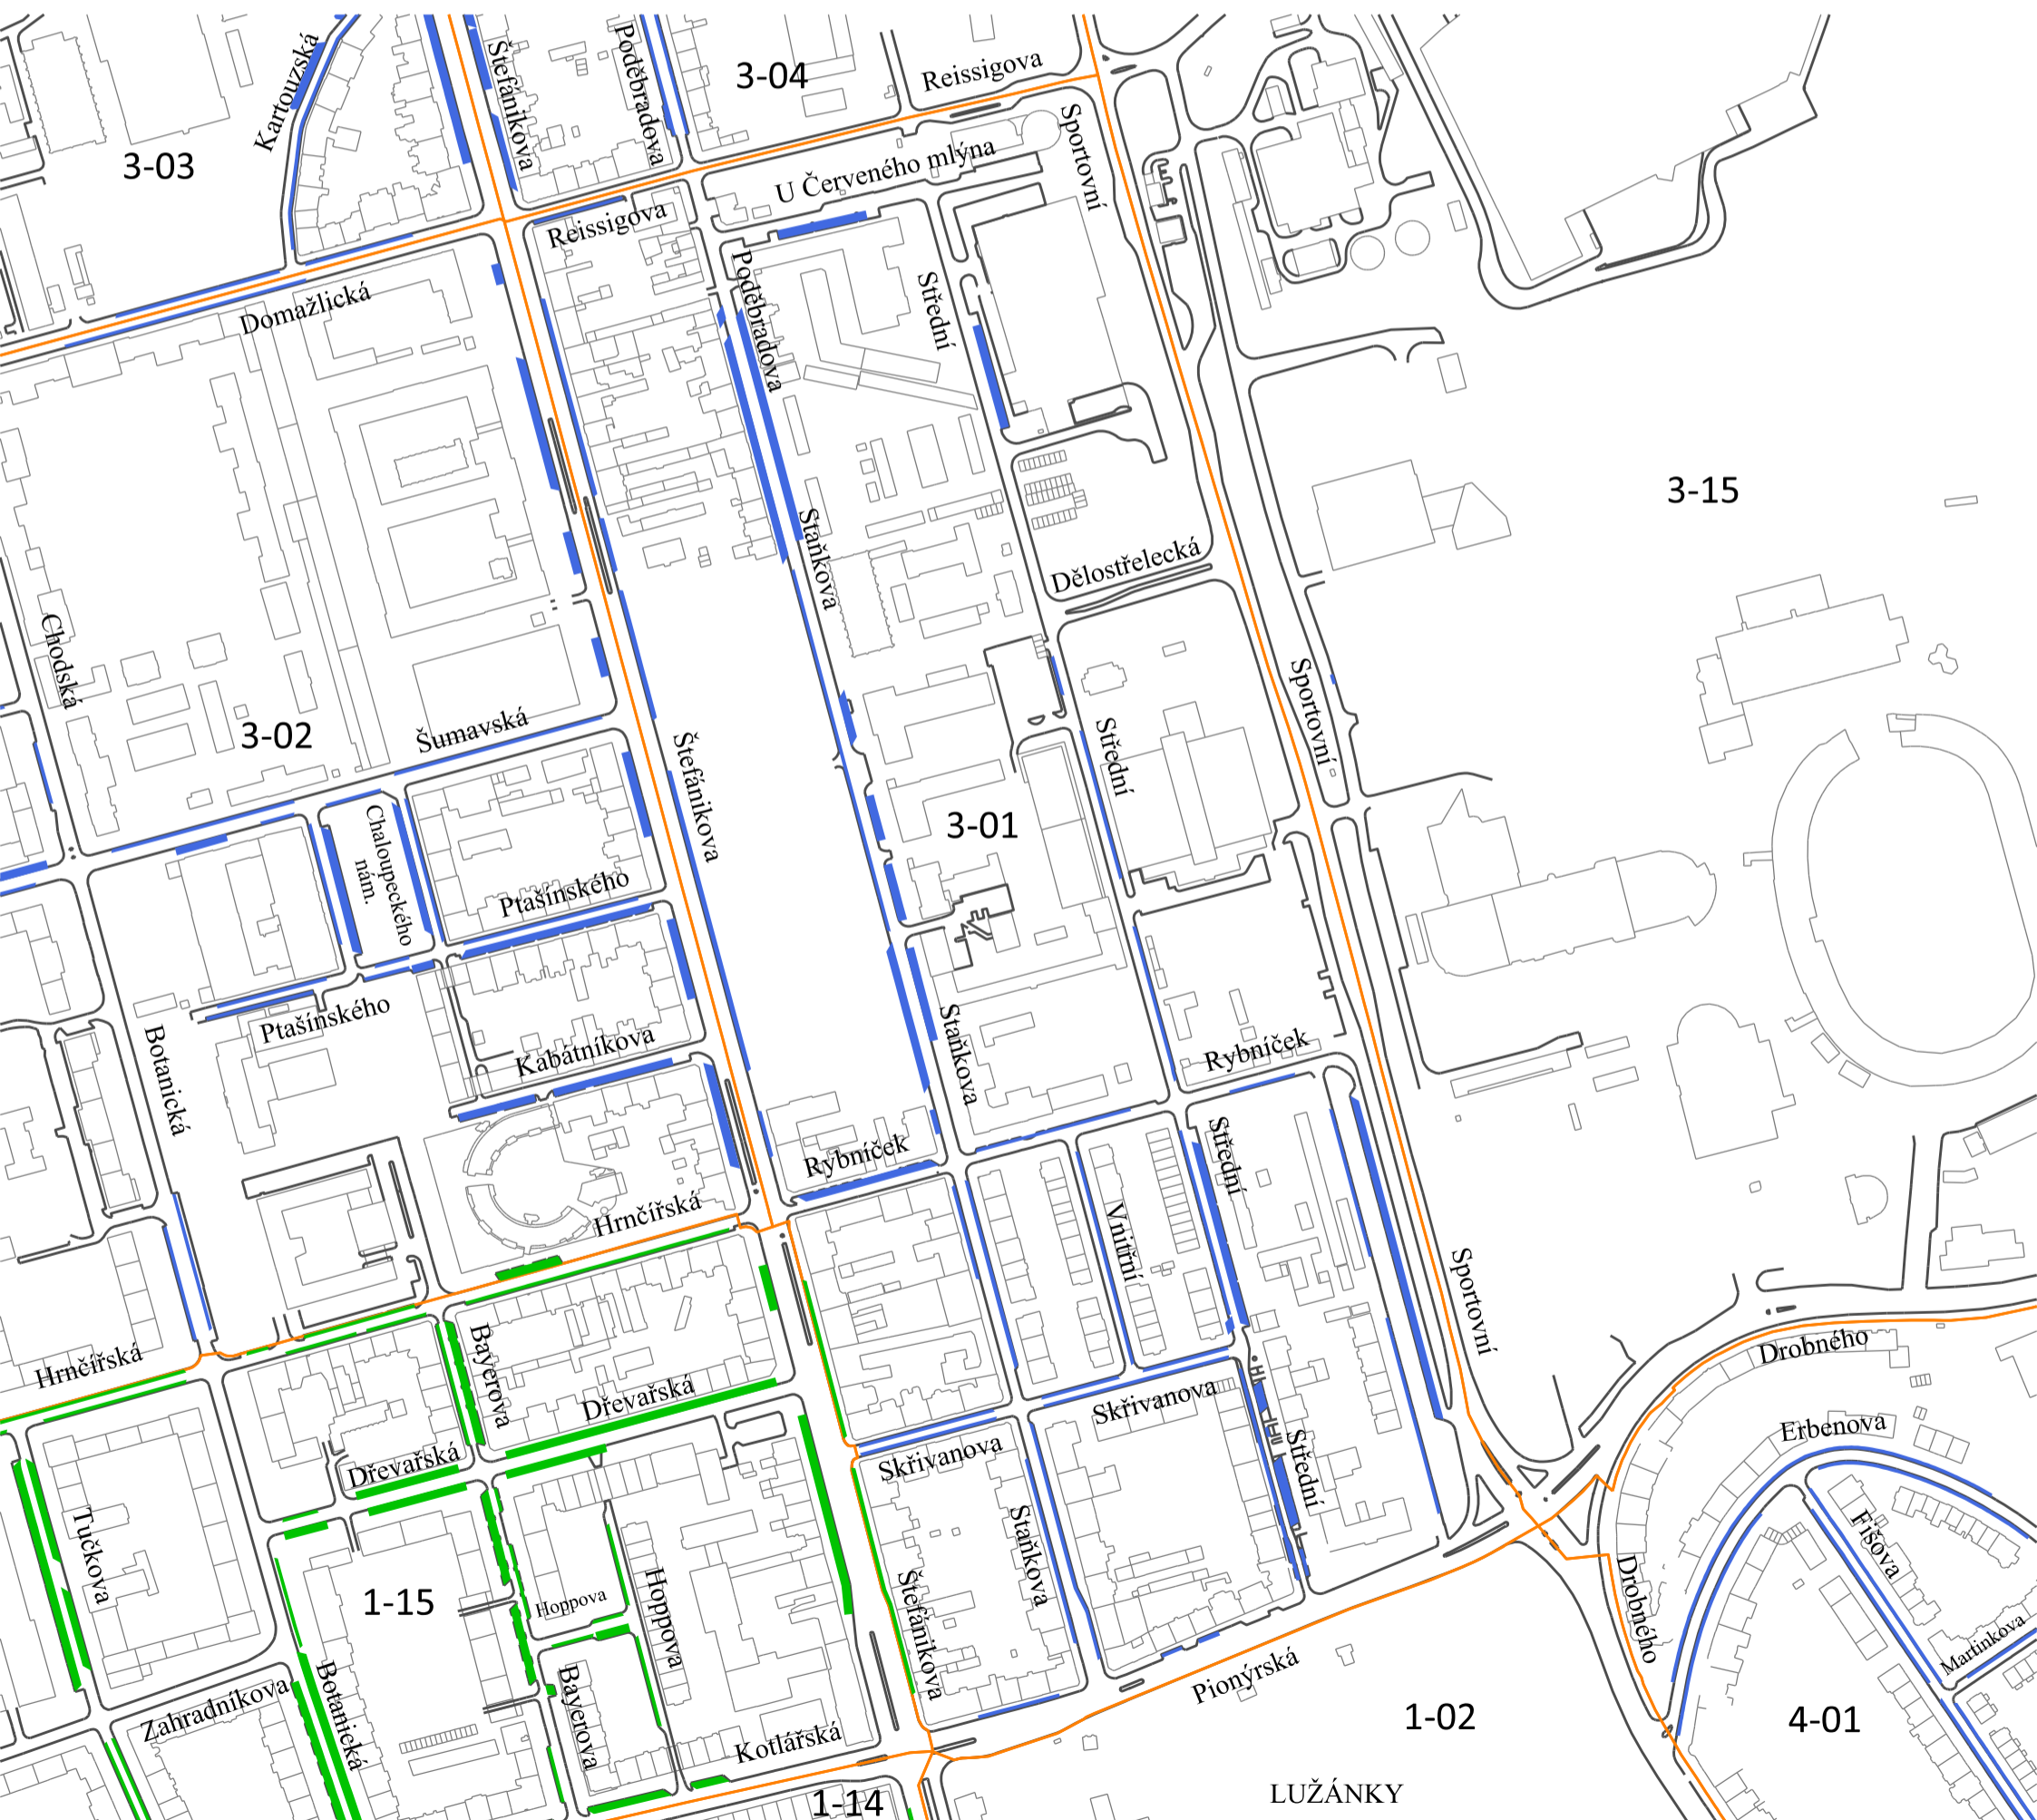 Kartouzská
Štefánikova
Poděbradova
3-04
Reissigova
3-03
Sportovní
U Červeného mlýna
Reissigova
Domažlická
Poděbradova
Střední
3-15
Staňkova
Dělostřelecká
Chodská
3-02
Šumavská
Štefánikova
Střední
Sportovní
Chaloupeckého
nám.
3-01
Ptašínského
Ptašínského
Botanická
Kabátníkova
Staňkova
Rybníček
Rybníček
Střední
Hrnčířská
Vnitřní
Sportovní
Hrnčířská
Bayerova
Dřevařská
Drobného
Skřivanova
Erbenova
Dřevařská
Skřivanova
Střední
Tučkova
Staňkova
Fišova
1-15
Hoppova
Hoppova
Štefánikova
Drobného
Martinkova
Zahradníkova
Botanická
Bayerova
Pionýrská
1-02
4-01
Kotlářská
1-14
LUŽÁNKY